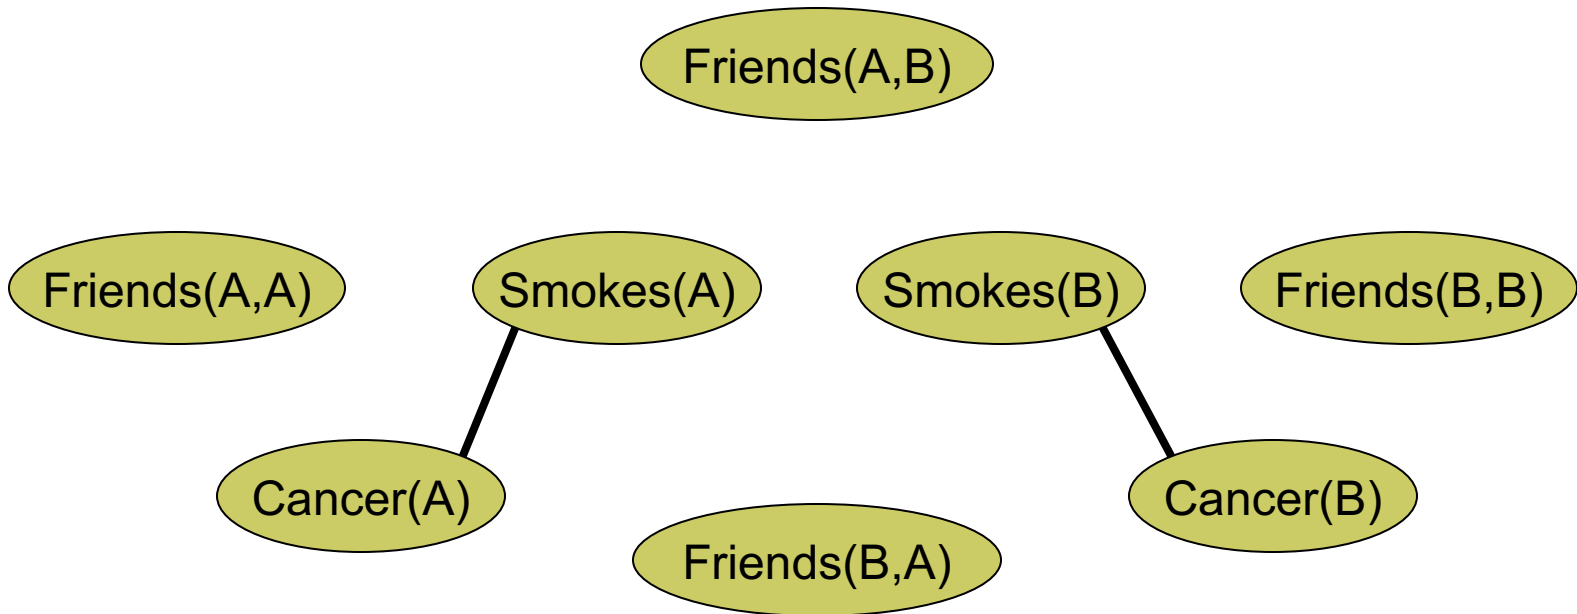 Friends(A,B)
Friends(A,A)
Smokes(A)
Smokes(B)
Friends(B,B)
Cancer(A)
Cancer(B)
Friends(B,A)